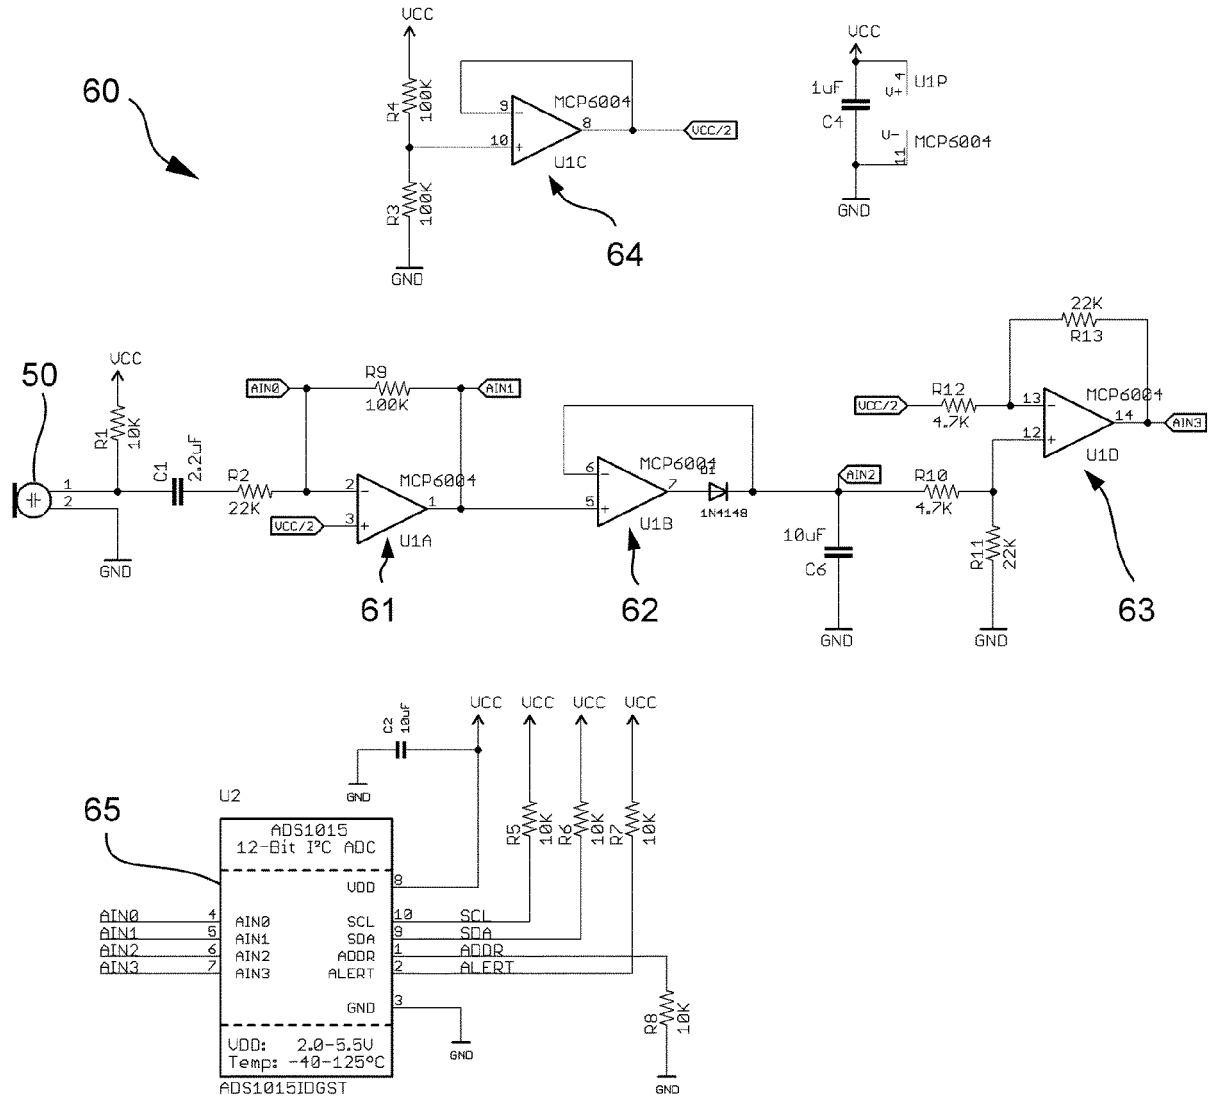 60
VCC
R4
100K
R3
100K
GND
9
10
8
MCP6004
U1C
VCC/2
64
VCC
1uF
C4
GND
4
V+
U1P
V-
11
MCP6004
50
VCC
R1
10K
1
2
GND
C1
2.2uF
R2
22K
AIN0
R9
100K
AIN1
2
3
1
MCP6004
U1A
VCC/2
61
6
5
7
MCP6004
U1B
62
D1
1N4148
AIN2
10uF
C6
GND
R10
4.7K
R11
22K
GND
VCC/2
R12
4.7K
22K
R13
13
12
14
MCP6004
U1D
AIN3
63
65
U2
C2
10uF
GND
VCC
VCC
VCC
VCC
R5
10K
R6
10K
R7
10K
ADS1015
12-Bit I²C ADC
VDD
8
AIN0 4 AIN0 SCL 10 SCL
AIN1 5 AIN1 SDA 9 SDA
AIN2 6 AIN2 ADDR 1 ADDR
AIN3 7 AIN3 ALERT 2 ALERT
GND 3
GND
R8
10K
GND
VDD: 2.0-5.5V
Temp: -40-125°C
ADS1015IDGST